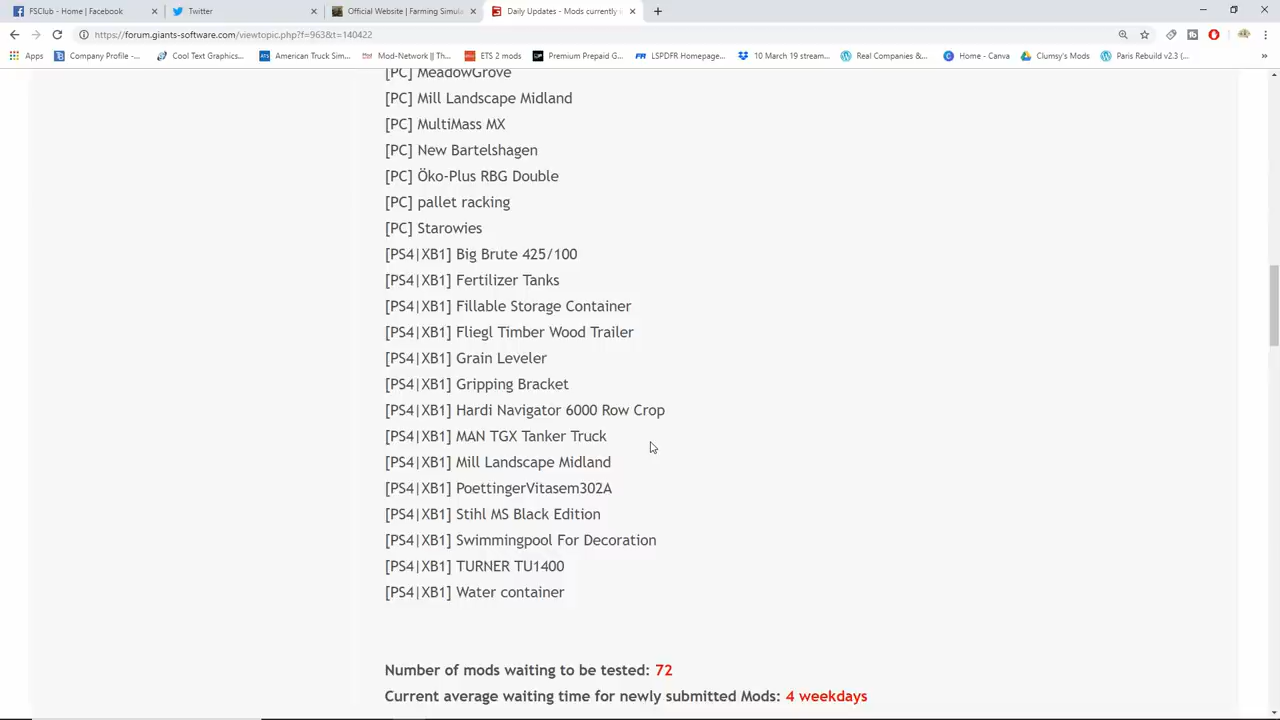 FSClub - Home | Facebook
Twitter
Official Website | Farming Simula
Daily Updates - Mods currently i
https://forum.giants-software.com/viewtopic.php?f=963&t=140422
Apps
Company Profile -...
Cool Text Graphics...
American Truck Sim...
Mod-Network || Th...
ETS 2 mods
Premium Prepaid G...
LSPDFR Homepage...
10 March 19 stream...
Real Companies &...
Home - Canva
Clumsy's Mods
Paris Rebuild v2.3 (...
[PC] MeadowGrove
[PC] Mill Landscape Midland
[PC] MultiMass MX
[PC] New Bartelshagen
[PC] Öko-Plus RBG Double
[PC] pallet racking
[PC] Starowies
[PS4|XB1] Big Brute 425/100
[PS4|XB1] Fertilizer Tanks
[PS4|XB1] Fillable Storage Container
[PS4|XB1] Fliegl Timber Wood Trailer
[PS4|XB1] Grain Leveler
[PS4|XB1] Gripping Bracket
[PS4|XB1] Hardi Navigator 6000 Row Crop
[PS4|XB1] MAN TGX Tanker Truck
[PS4|XB1] Mill Landscape Midland
[PS4|XB1] PoettingerVitasem302A
[PS4|XB1] Stihl MS Black Edition
[PS4|XB1] Swimmingpool For Decoration
[PS4|XB1] TURNER TU1400
[PS4|XB1] Water container
Number of mods waiting to be tested: 72
Current average waiting time for newly submitted Mods: 4 weekdays